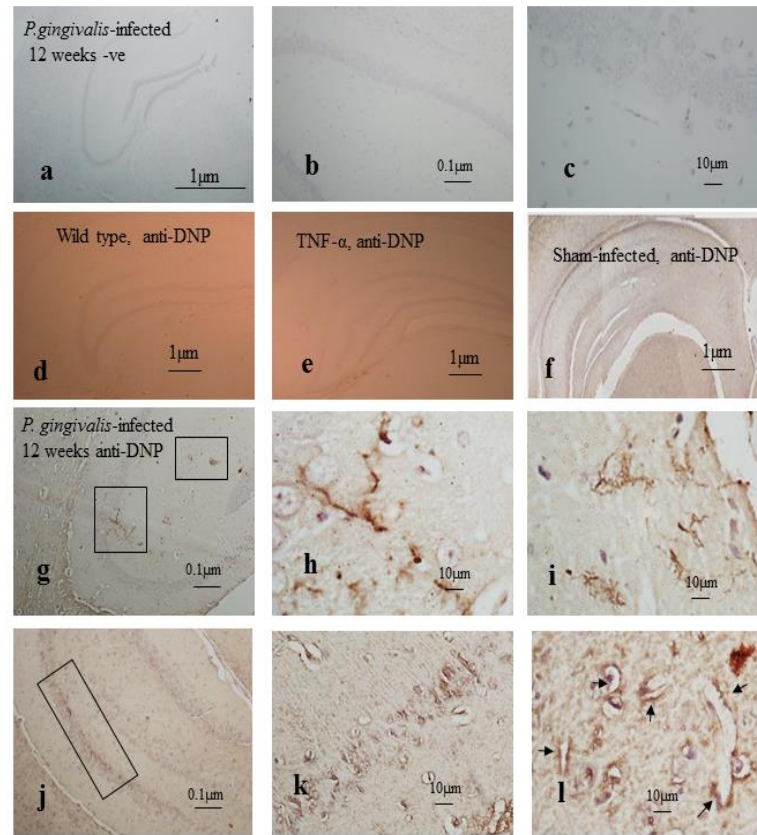 P.gingivalis-infected
12 weeks -ve
a
1µm
b
0.1µm
c
10µm
Wild type, anti-DNP
d
1µm
TNF-α, anti-DNP
e
1µm
Sham-infected, anti-DNP
f
1µm
P. gingivalis-infected
12 weeks anti-DNP
g
0.1µm
h
10µm
i
10µm
j
0.1µm
k
10µm
l
10µm